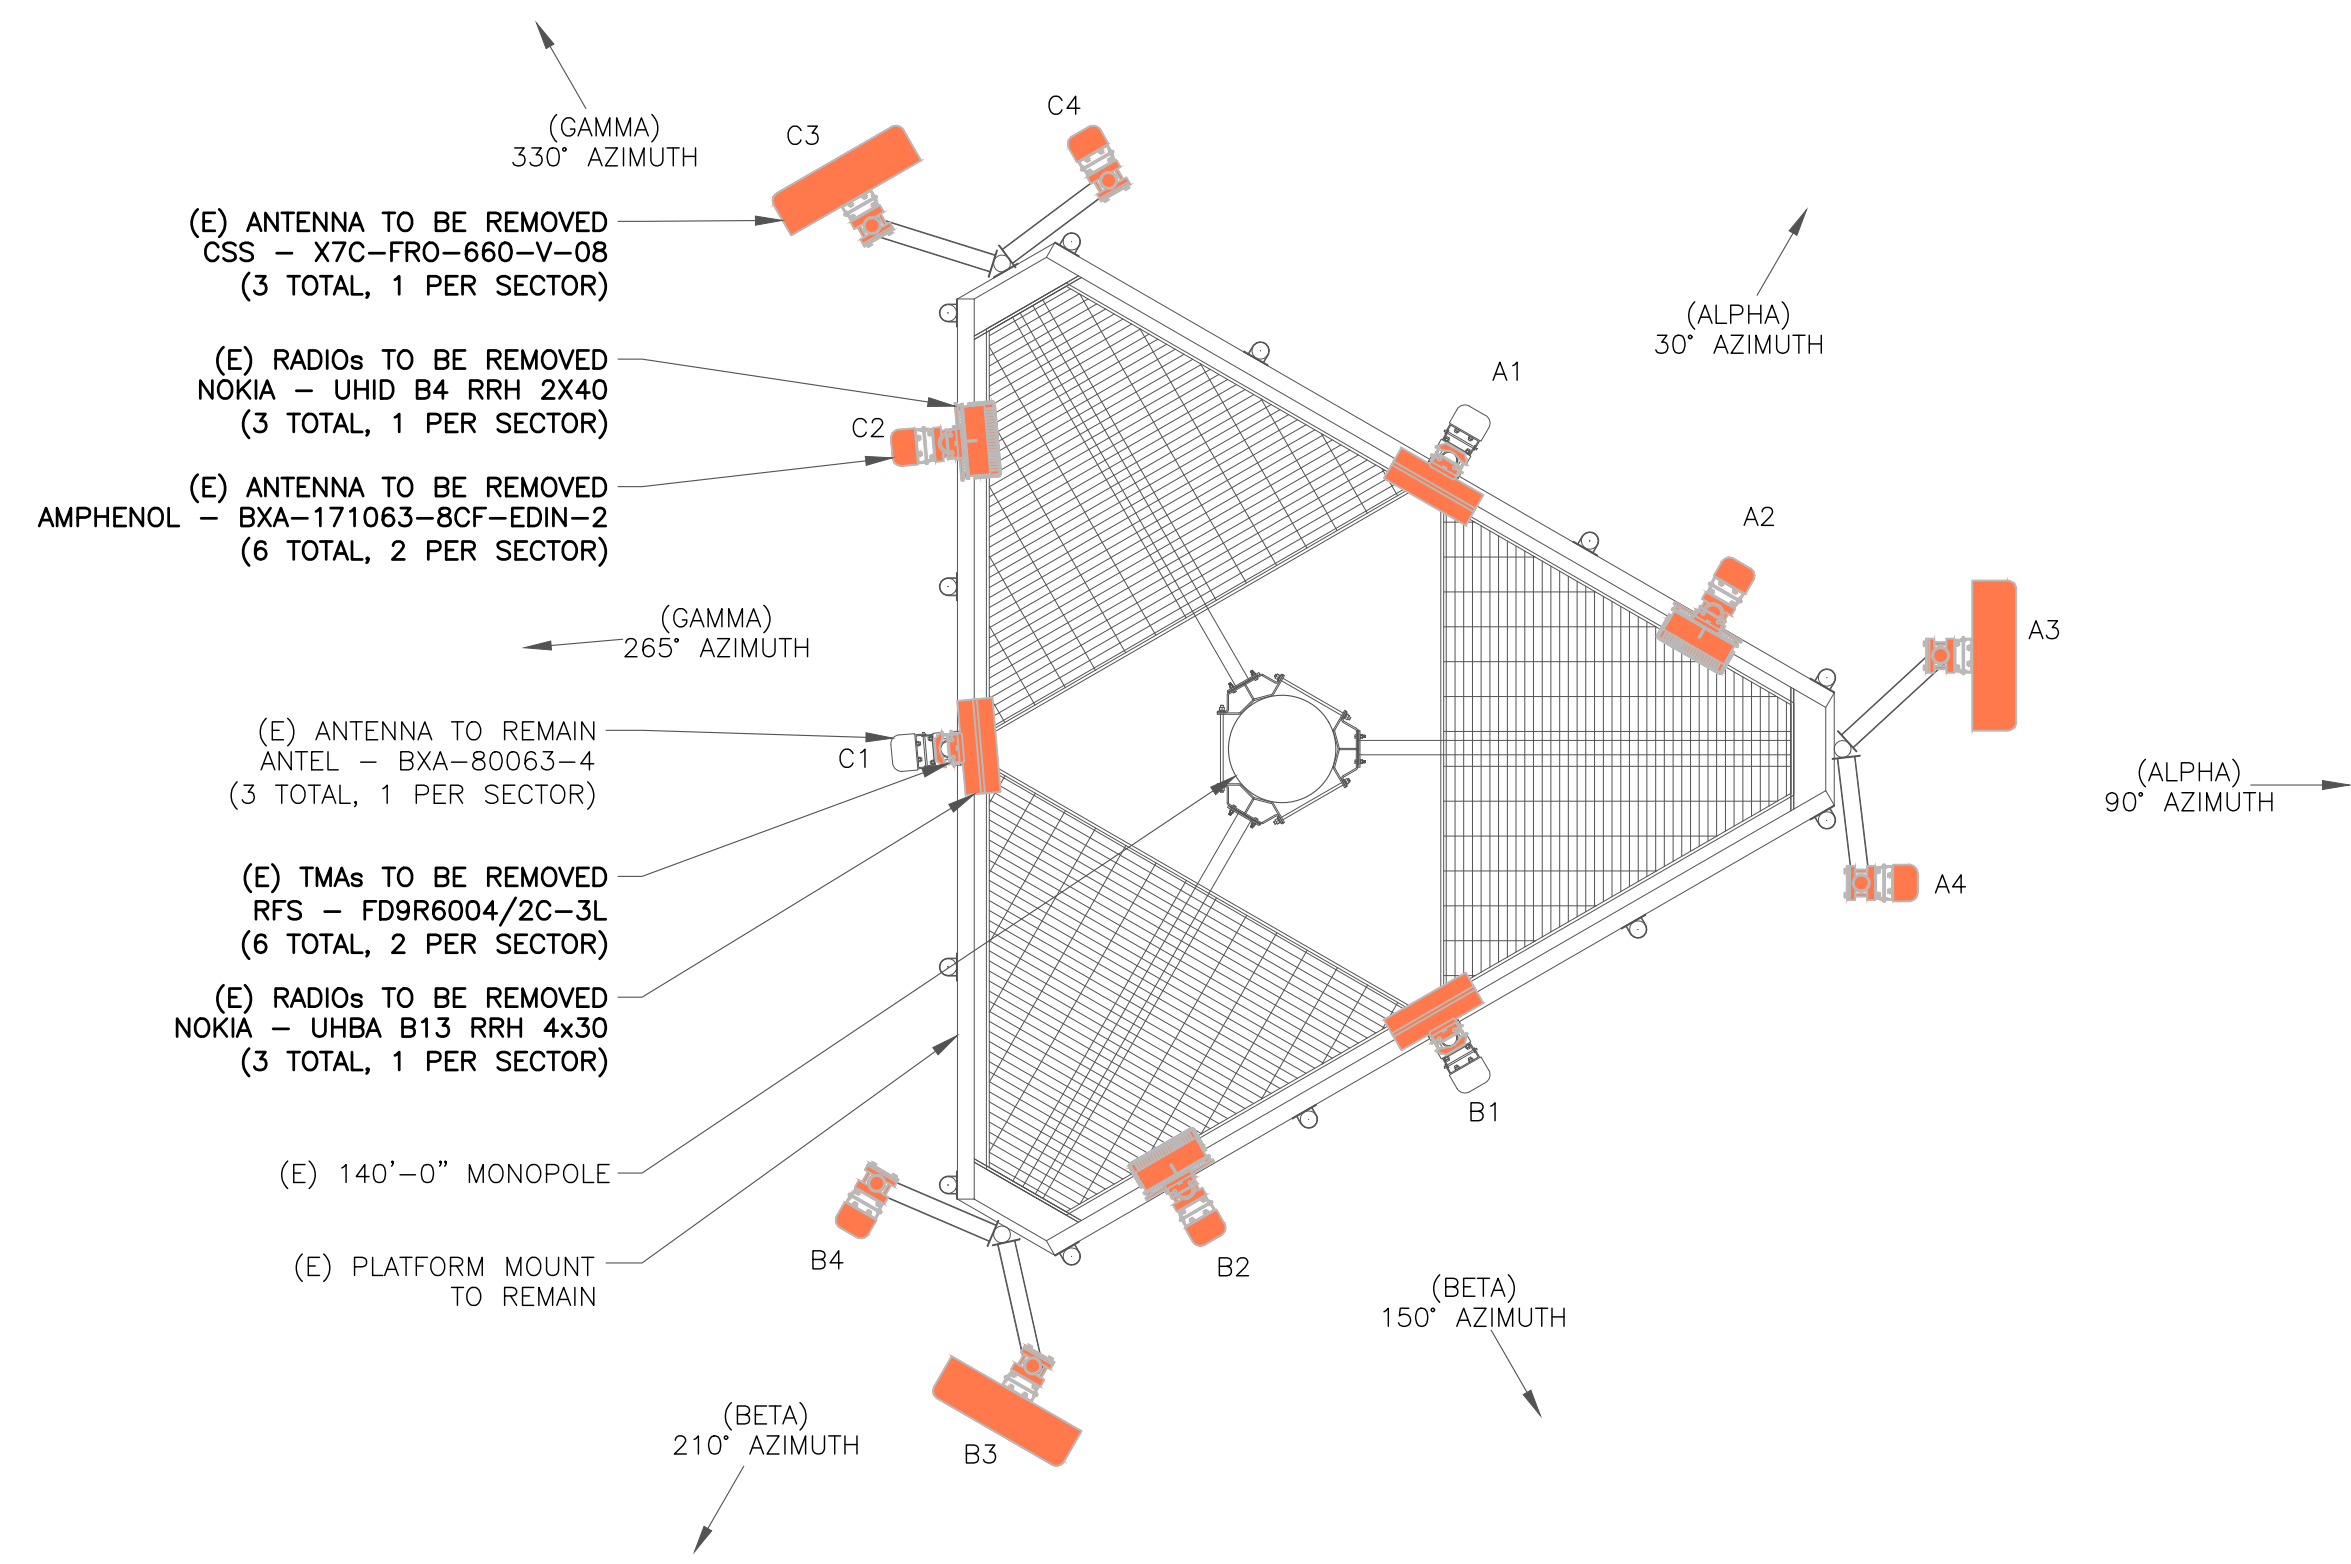 (GAMMA)
330° AZIMUTH
C3
C4
(E) ANTENNA TO BE REMOVED
CSS - X7C-FRO-660-V-08
(3 TOTAL, 1 PER SECTOR)
(ALPHA)
30° AZIMUTH
(E) RADIOs TO BE REMOVED
NOKIA - UHID B4 RRH 2X40
(3 TOTAL, 1 PER SECTOR)
A1
C2
(E) ANTENNA TO BE REMOVED
AMPHENOL - BXA-171063-8CF-EDIN-2
(6 TOTAL, 2 PER SECTOR)
A2
(GAMMA)
265° AZIMUTH
A3
(E) ANTENNA TO REMAIN
ANTEL - BXA-80063-4
(3 TOTAL, 1 PER SECTOR)
C1
(ALPHA)
90° AZIMUTH
(E) TMAs TO BE REMOVED
RFS - FD9R6004/2C-3L
(6 TOTAL, 2 PER SECTOR)
A4
(E) RADIOs TO BE REMOVED
NOKIA - UHBA B13 RRH 4x30
(3 TOTAL, 1 PER SECTOR)
B1
(E) 140'-0" MONOPOLE
(E) PLATFORM MOUNT
TO REMAIN
B4
B2
(BETA)
150° AZIMUTH
(BETA)
210° AZIMUTH
B3